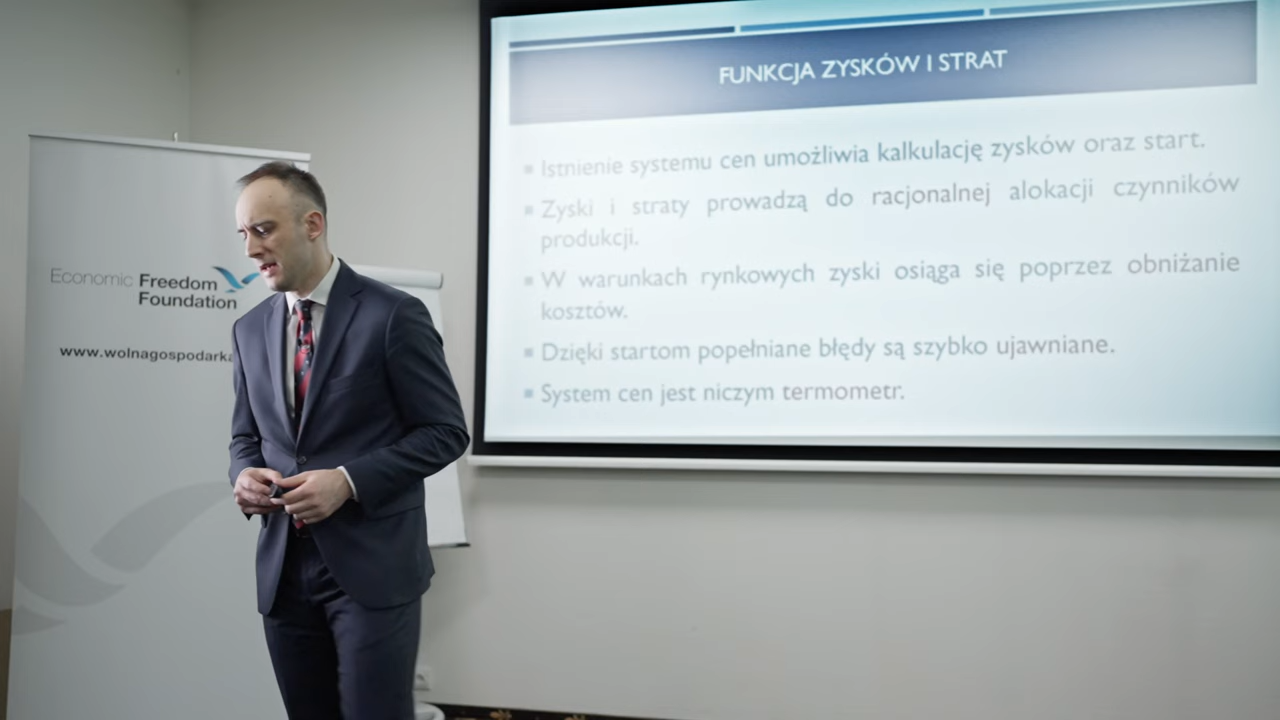 FUNKCJA ZYSKÓW I STRAT
▪ Istnienie systemu cen umożliwia kalkulację zysków oraz start.
▪ Zyski i straty prowadzą do racjonalnej alokacji czynników
produkcji.
▪ W warunkach rynkowych zyski osiąga się poprzez obniżanie
kosztów.
▪ Dzięki startom popełniane błędy są szybko ujawniane.
▪ System cen jest niczym termometr.
Economic Freedom
Foundation
www.wolnagospodarka